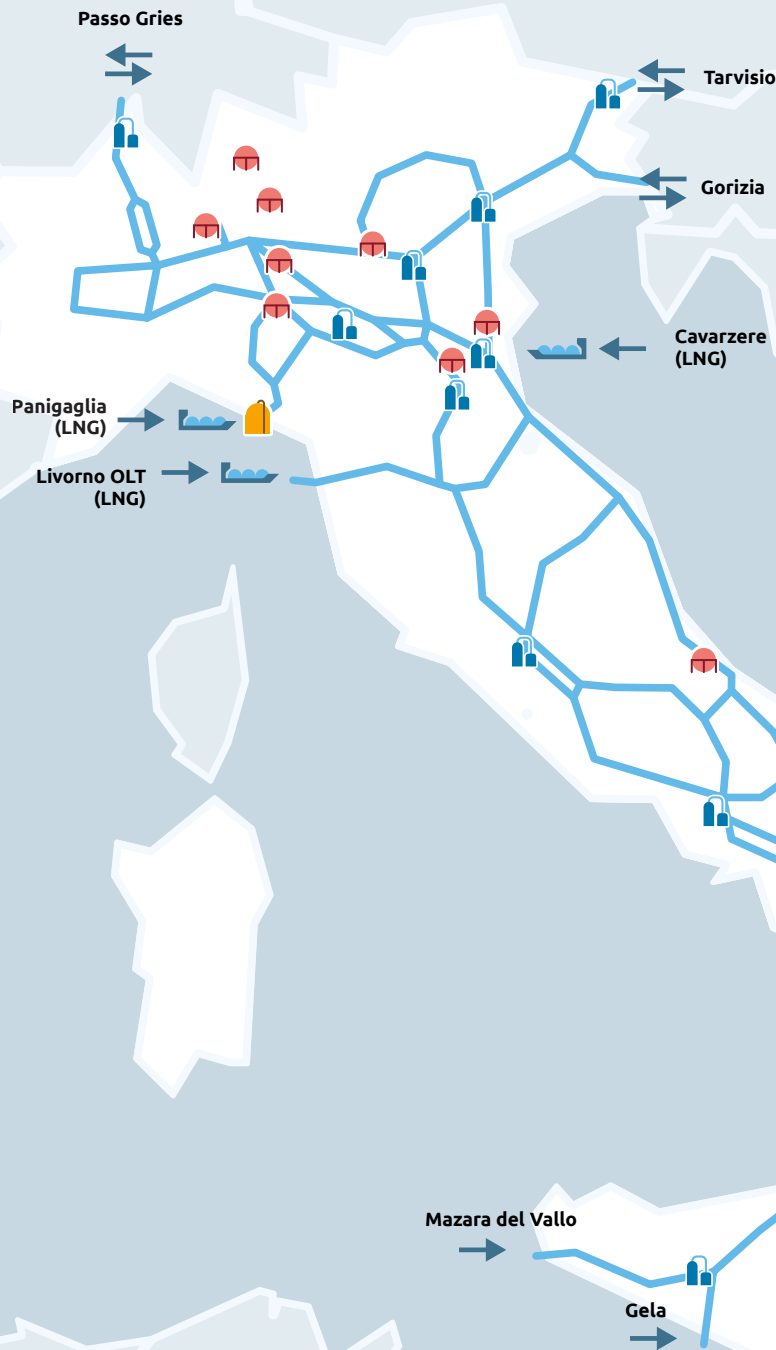 Passo Gries
Tarvisio
Gorizia
Cavarzere
(LNG)
Panigaglia
(LNG)
Livorno OLT
(LNG)
Mazara del Vallo
Gela